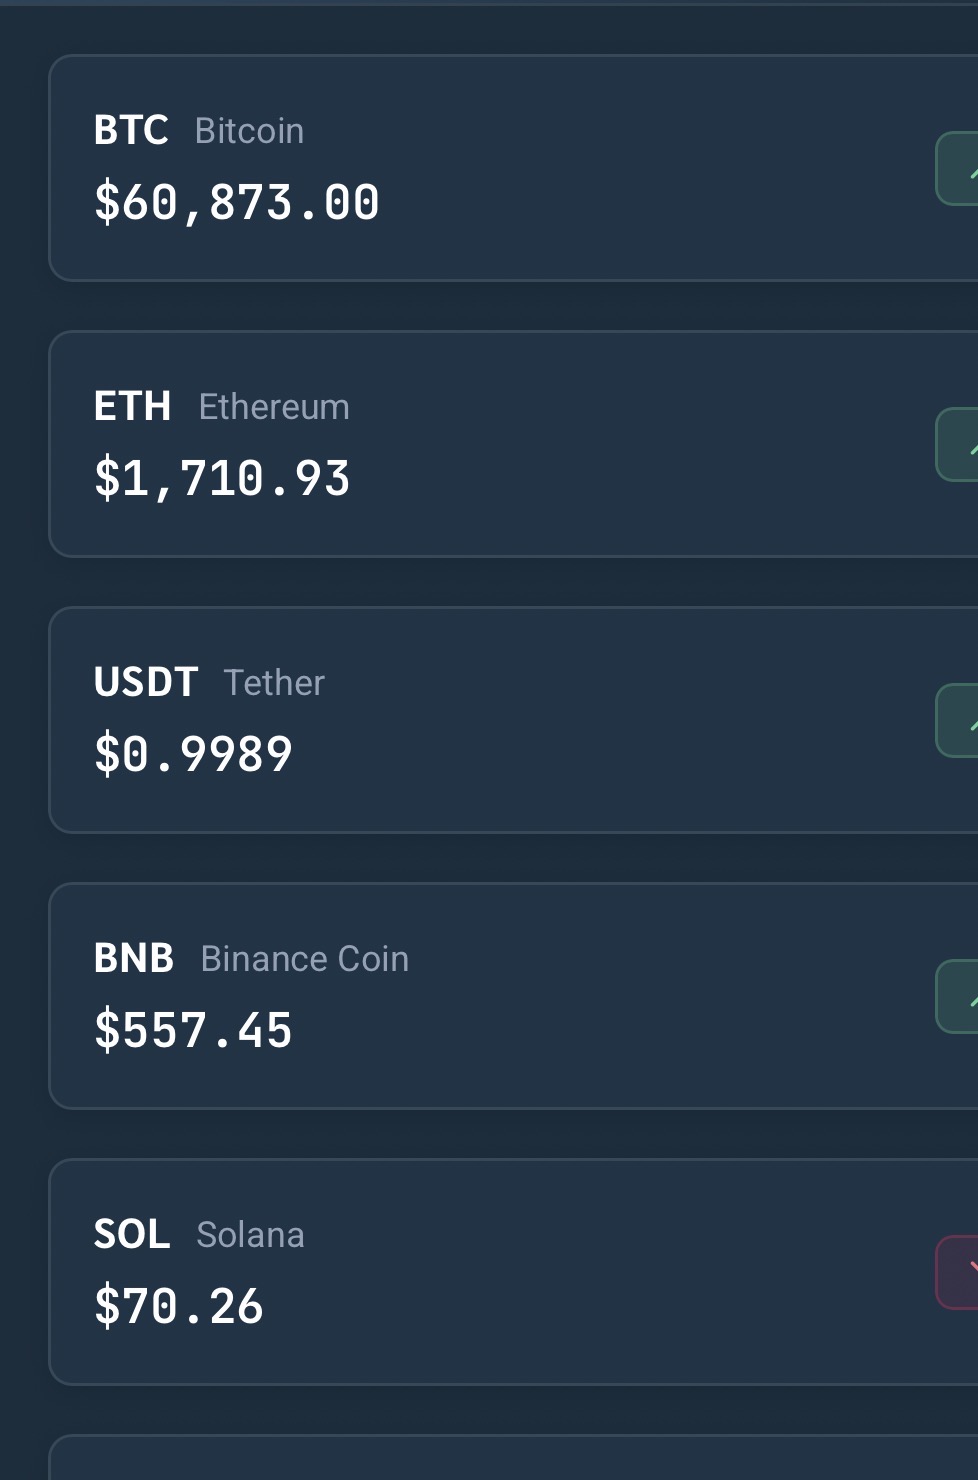 BTC Bitcoin
$60,873.00
ETH Ethereum
$1,710.93
USDT Tether
$0.9989
BNB Binance Coin
$557.45
SOL Solana
$70.26